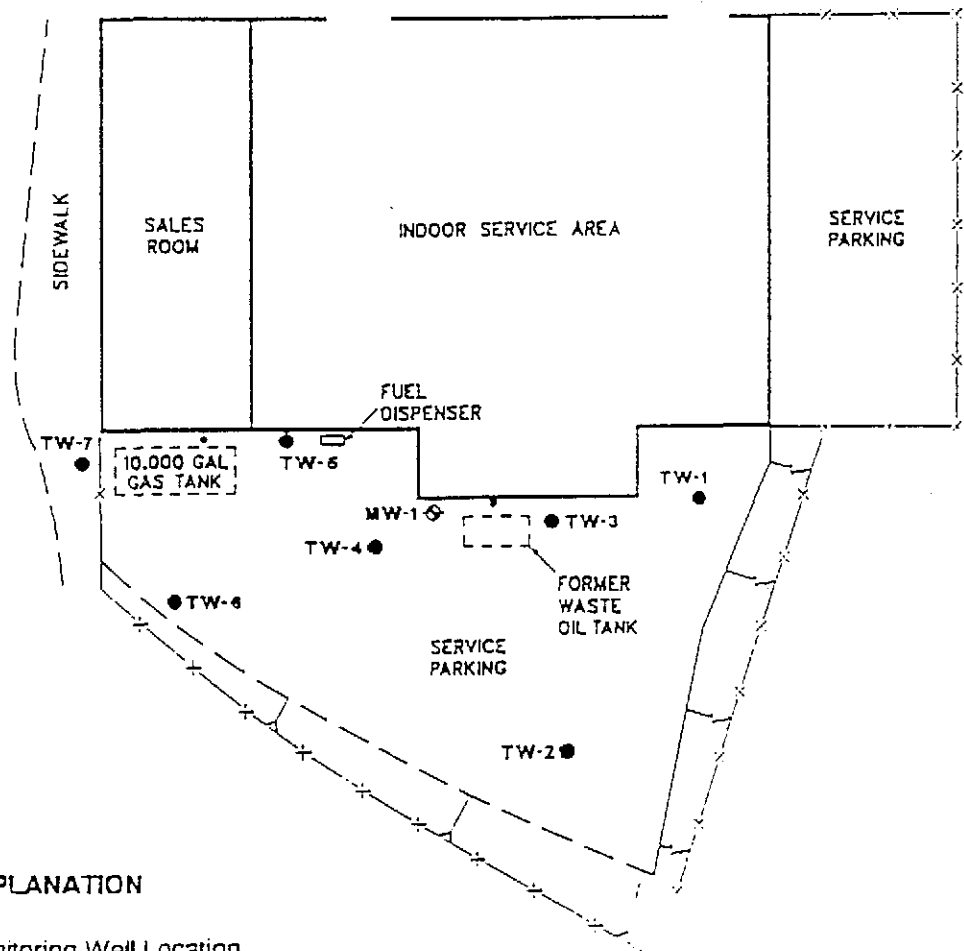 SIDEWALK
SALES
ROOM
INDOOR SERVICE AREA
SERVICE
PARKING
FUEL
DISPENSER
TW-7
10,000 GAL
GAS TANK
TW-6
TW-1
MW-1
TW-3
TW-4
FORMER
WASTE
OIL TANK
TW-6
SERVICE
PARKING
TW-2
PLANATION
nitoring Well Location